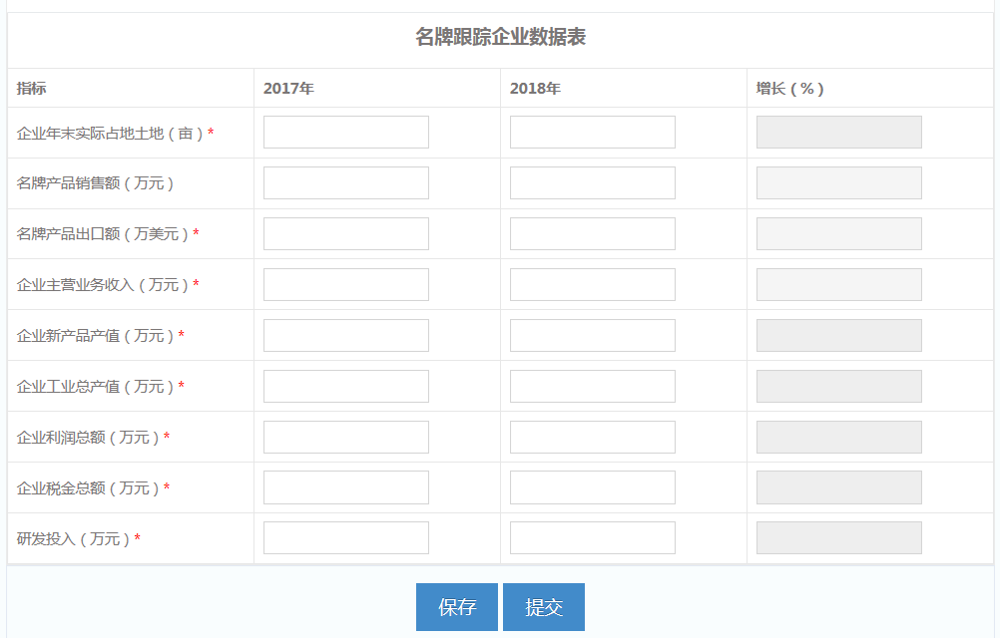 名牌跟踪企业数据表
指标 2017年 2018年 增长（%）
企业年末实际占地土地（亩）*
名牌产品销售额（万元）
名牌产品出口额（万美元）*
企业主营业务收入（万元）*
企业新产品产值（万元）*
企业工业总产值（万元）*
企业利润总额（万元）*
企业税金总额（万元）*
研发投入（万元）*
保存 提交